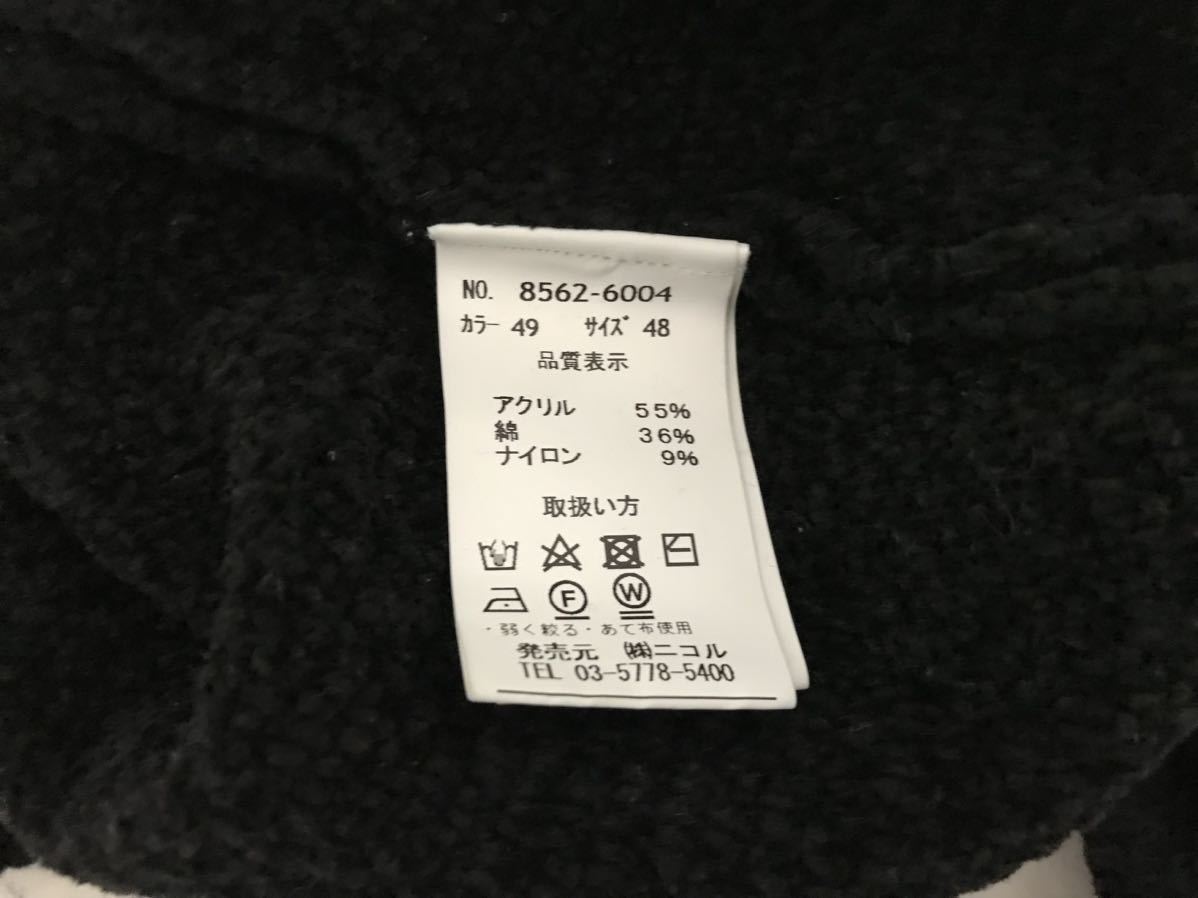 NO. 8562-6004
カラー 49 サイズ 48
品質表示
アクリル 55%
綿 36%
ナイロン 9%
取扱い方
F W
・弱く絞る・あて布使用
発売元 ㈱ニコル
TEL 03-5778-5400